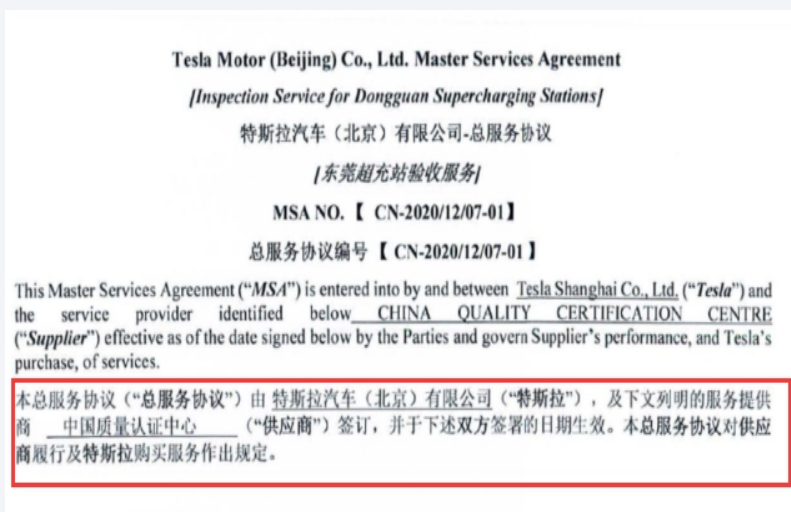 Tesla Motor (Beijing) Co., Ltd. Master Services Agreement
[Inspection Service for Dongguan Supercharging Stations]
特斯拉汽车（北京）有限公司-总服务协议
[东莞超充站验收服务]
MSA NO.【 CN-2020/12/07-01】
总服务协议编号【 CN-2020/12/07-01 】
This Master Services Agreement (“MSA”) is entered into by and between Tesla Shanghai Co., Ltd. (“Tesla”) and
the service provider identified below CHINA QUALITY CERTIFICATION CENTRE
(“Supplier”) effective as of the date signed below by the Parties and govern Supplier’s performance, and Tesla’s
purchase, of services.
本总服务协议（“总服务协议”）由 特斯拉汽车（北京）有限公司（“特斯拉”），及下文列明的服务提供
商 中国质量认证中心 （“供应商”）签订，并于下述双方签署的日期生效。本总服务协议对供应
商履行及特斯拉购买服务作出规定。